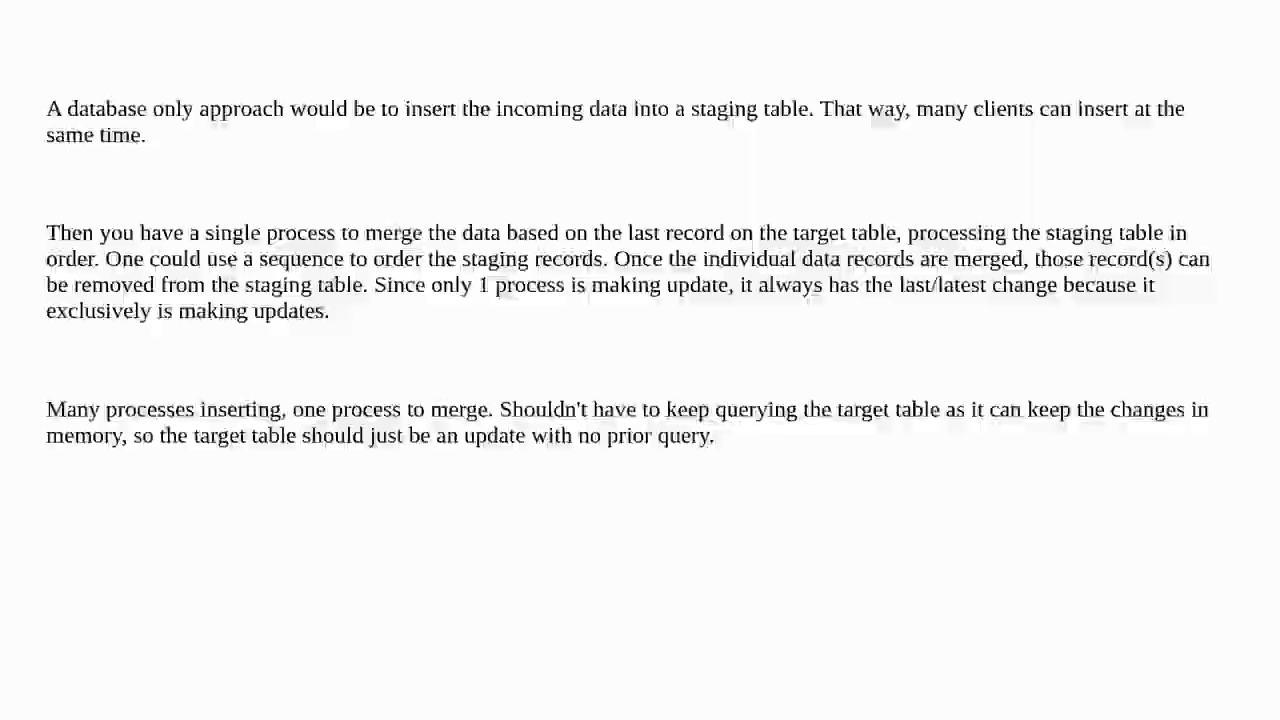 A database only approach would be to insert the incoming data into a staging table. That way, many clients can insert at the
same time.
Then you have a single process to merge the data based on the last record on the target table, processing the staging table in
order. One could use a sequence to order the staging records. Once the individual data records are merged, those record(s) can
be removed from the staging table. Since only 1 process is making update, it always has the last/latest change because it
exclusively is making updates.
Many processes inserting, one process to merge. Shouldn't have to keep querying the target table as it can keep the changes in
memory, so the target table should just be an update with no prior query.